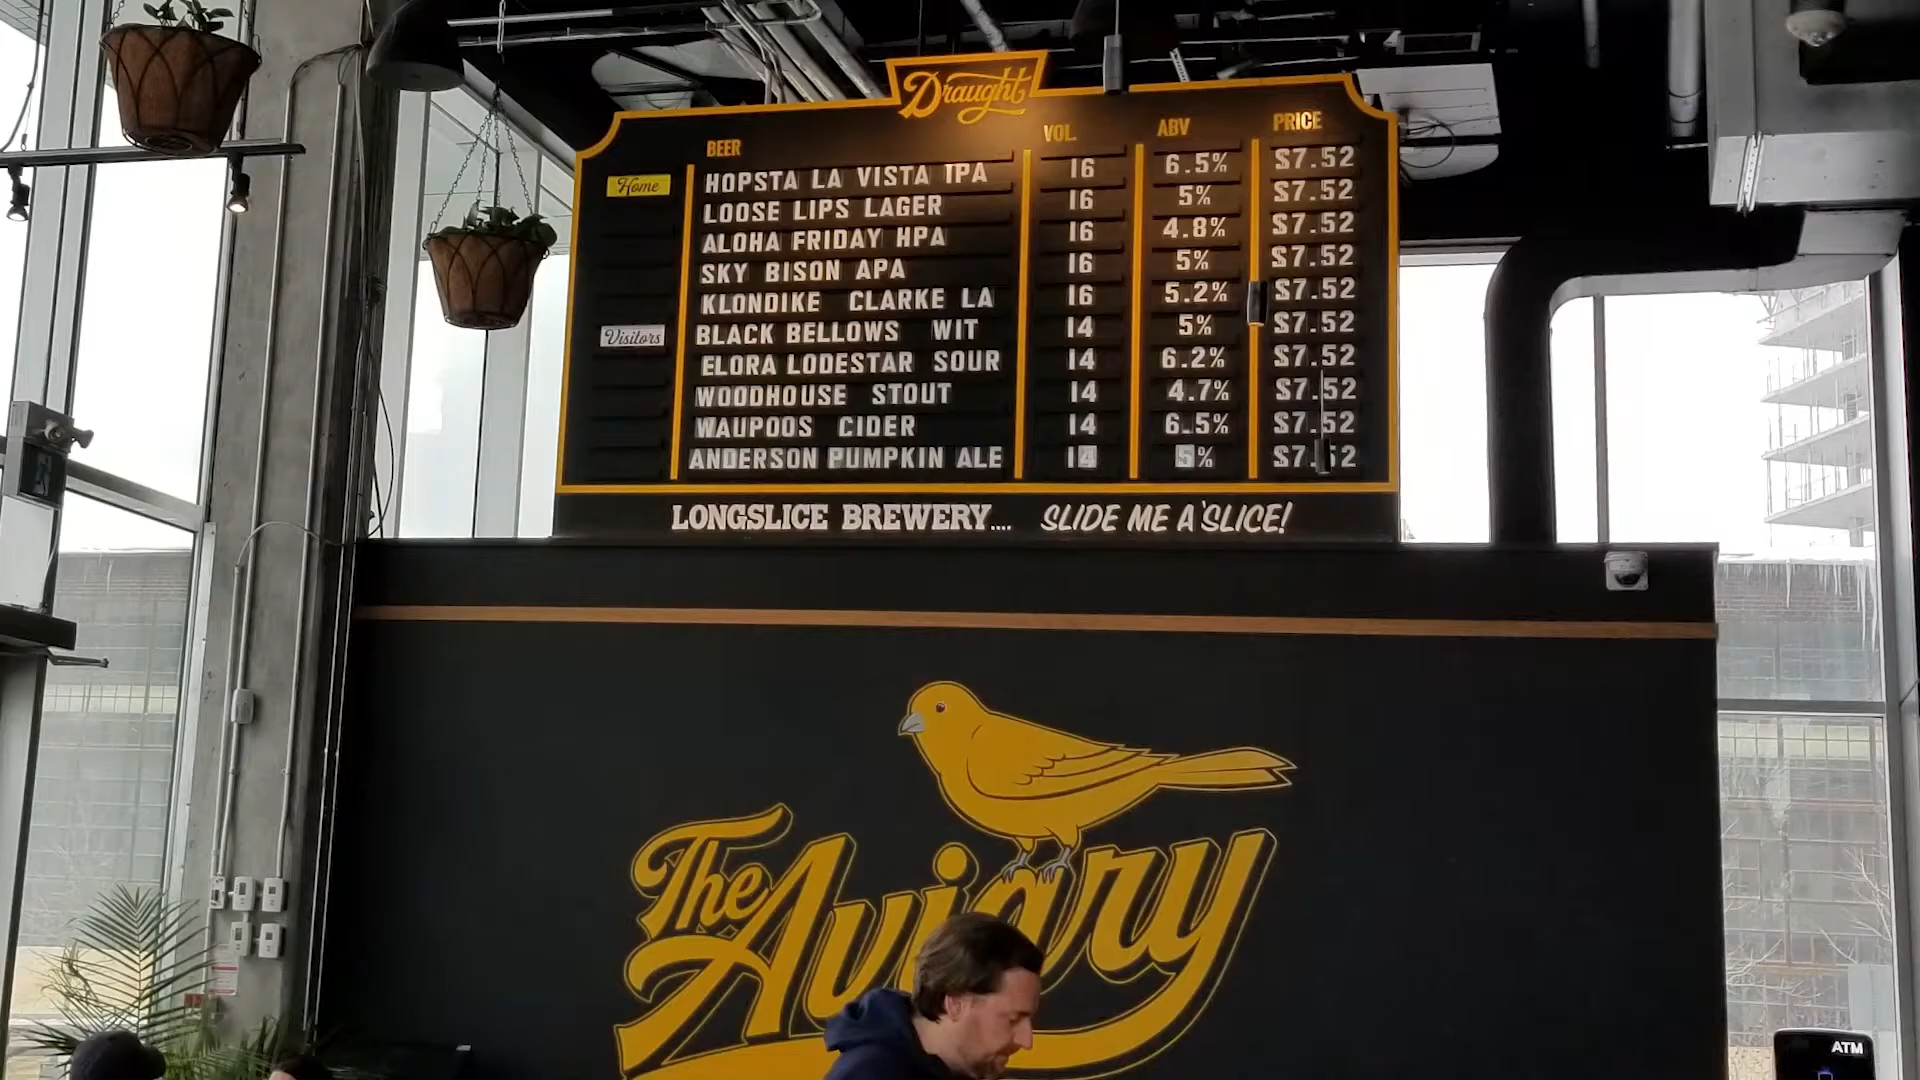 Draught
BEER VOL. ABV PRICE
Home HOPSTA LA VISTA IPA 16 6.5% $7.52
LOOSE LIPS LAGER 16 5% $7.52
ALOHA FRIDAY HPA 16 4.8% $7.52
SKY BISON APA 16 5% $7.52
KLONDIKE CLARKE LA 16 5.2% $7.52
Visitors BLACK BELLOWS WIT 14 5% $7.52
ELORA LODESTAR SOUR 14 6.2% $7.52
WOODHOUSE STOUT 14 4.7% $7.52
WAUPOOS CIDER 14 6.5% $7.52
ANDERSON PUMPKIN ALE 14 5% $7.52
LONGSLICE BREWERY.... SLIDE ME A SLICE!
The
Aviary
ATM